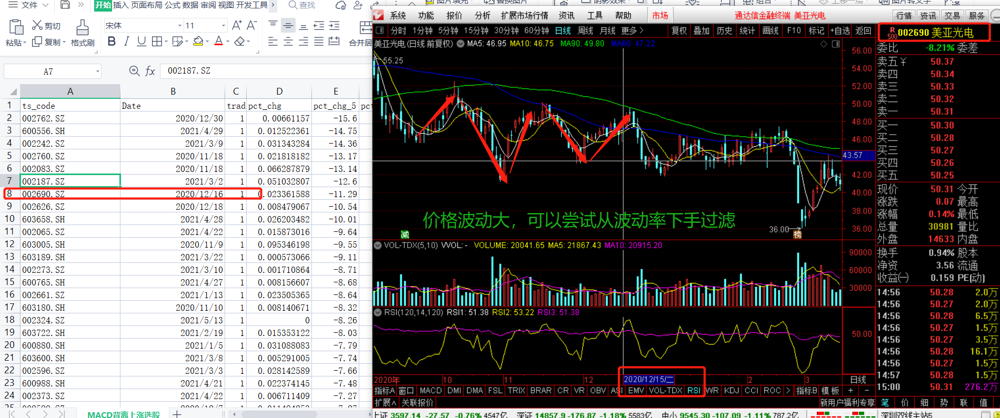 文件
开始 插入 页面布局 公式 数据 审阅 视图 开发工具 >
查找
粘贴
剪切
复制
格式刷
宋体
11
A+ A-
B I U
合并居
A7
fx
002187.SZ
A B C D E
1 ts_code Date trad pct_chg pct_chg_5 pct
2 002762.SZ 2020/12/30 1 0.00661157 -15.6
3 600556.SH 2021/4/29 1 0.012522361 -14.75
4 002242.SZ 2021/3/9 1 0.031343284 -14.36
5 002760.SZ 2020/11/18 1 0.021818182 -13.17
6 002083.SZ 2020/11/18 1 0.066287879 -13.14
7 002187.SZ 2021/3/2 1 0.051032807 -12.6
8 002690.SZ 2020/12/16 1 0.023361588 -11.29
9 002626.SZ 2020/12/18 1 0.008479067 -10.54
10 603658.SH 2021/4/28 1 0.026203482 -10.01
11 002065.SZ 2021/4/22 1 0.015873016 -9.64
12 603005.SH 2020/11/9 1 0.095346198 -9.55
13 603189.SH 2021/3/22 1 0.000573066 -9.11
14 002273.SZ 2021/3/10 1 0.001710864 -8.71
15 600765.SH 2021/4/27 1 0.008156607 -8.68
16 002661.SZ 2021/1/13 1 0.023505365 -8.64
17 603180.SH 2020/11/10 1 0.008140671 -8.32
18 002324.SZ 2021/5/13 1 0 -8.26
19 603722.SH 2021/2/19 1 0.015353122 -8.03
20 600880.SH 2021/1/5 1 0.031088083 -7.79
21 603600.SH 2021/3/8 1 0.005291005 -7.74
22 002596.SZ 2021/3/3 1 0.028142589 -7.66
23 600988.SH 2021/4/21 1 0.022374145 -7.48
24 002373.SZ 2021/4/22 1 0.006711409 -7.27
MACD背离上涨选股
系统 功能 报价 分析 扩展市场行情 资讯 工具 帮助 市场 通达信金融终端 美亚光电 行情 资讯 交易 服务
分时 1分钟 5分钟 15分钟 30分钟 60分钟 日线 周线 月线 更多 > 复权 叠加 历史 统计 画线 F10 标记 +自选 返回
美亚光电(日线.前复权) MA5: 46.95 MA10: 46.75 MA90: 49.80 MA60: 47.22
55.25
56.00
54.00
52.00
50.00
48.00
46.00
43.57
42.00
40.00
38.00
36.00
36.00
价格波动大，可以尝试从波动率下手过滤
减
榜
VOL-TDX(5,10) VVOL: - VOLUME: 20041.65 MA5: 21867.43 MA10: 20915.20
90000
60000
30000
RSI(120,14,120) RSI1: 51.38 RSI2: 53.22 RSI3: 51.38
50.00
2020年 10 11 12 2020/12/15/二 2 3 日线
指标A 窗口 MACD DMI DMA FSL TRIX BRAR CR VR OBV ASI EMV VOL-TDX RSI WR KDJ CCI ROC > 指标B 模板 + -
扩展∧ 关联报价 新用户福利专享
R
500
002690 美亚光电
委比 -8.21% 委差
卖五 ¥ 50.37
卖四 50.34
卖三 50.33
卖二 50.32
卖一 50.31
买一 50.30
买二 50.28
买三 50.27
买四 50.26
买五 50.25
现价 50.31 今开
涨跌 0.07 最高
涨幅 0.14% 最低
总量 30981 量比
外盘 14633 内盘
换手 0.94% 股本
净资 3.56 流通
收益㈠ 0.159 PE(动)
14:56 50.28 2.0万
14:56 50.27 2.0万
14:56 50.28 6.5万
14:56 50.27 1.5万
14:56 50.27 3.5万
14:56 50.28 16.1万
14:56 50.27 1.5万
14:57 50.28 1.5万
15:00 50.31 276.2万
笔 价 细 势 联 值
上证 3597.14 -27.57 -0.76% 4547亿 深证 14857.9 -176.87 -1.18% 5583亿 中小 9545.30 -107.09 -1.11% 787.2亿 深圳双线主站5